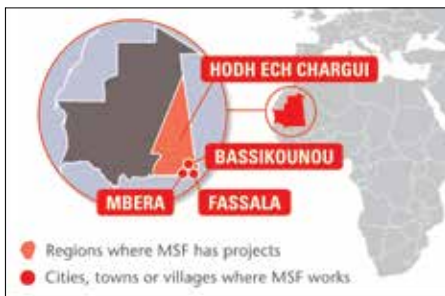 HODH ECH CHARGUI
BASSIKOUNOU
MBERA
FASSALA
Regions where MSF has projects
Cities, towns or villages where MSF works